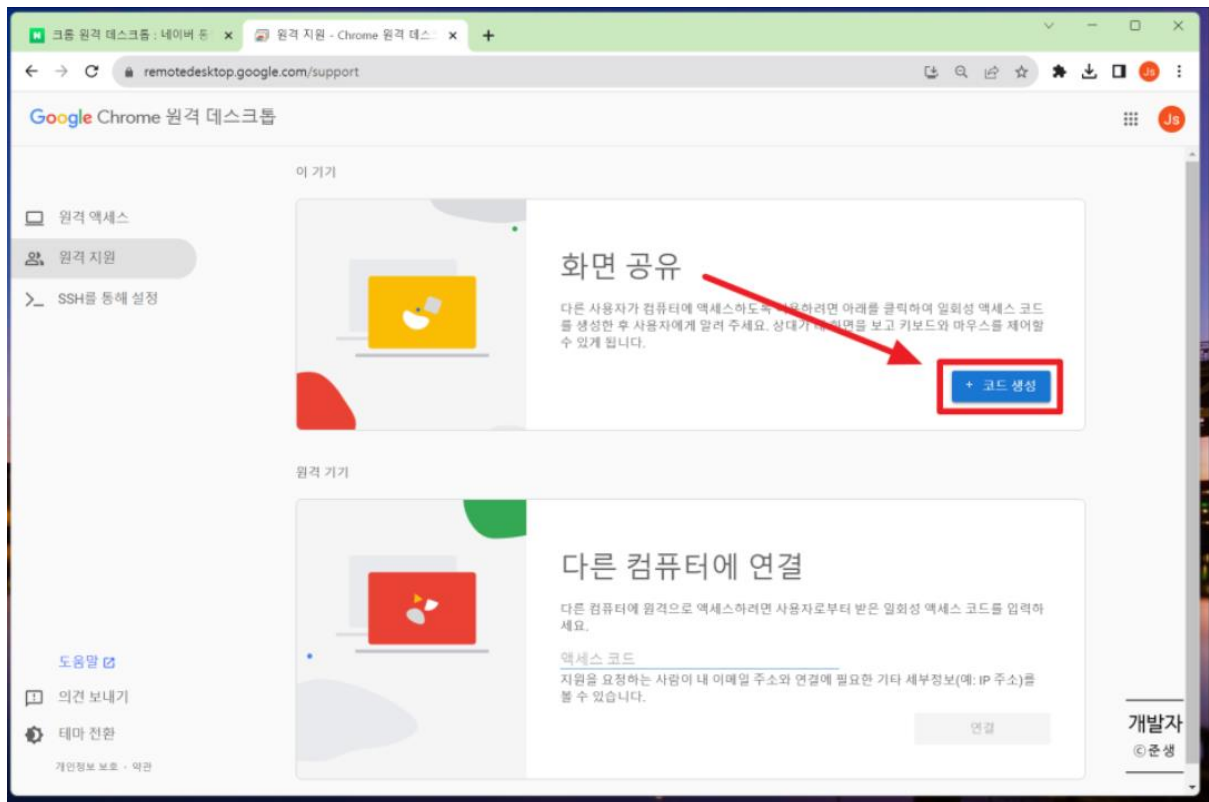 크롬 원격 데스크톱 : 네이버 통
원격 지원 - Chrome 원격 데스
remotedesktop.google.com/support
Js
Google Chrome 원격 데스크톱
Js
이 기기
원격 액세스
원격 지원
SSH를 통해 설정
화면 공유
다른 사용자가 컴퓨터에 액세스하도록 허용하려면 아래를 클릭하여 일회성 액세스 코드
를 생성한 후 사용자에게 알려 주세요. 상대가 내 화면을 보고 키보드와 마우스를 제어할
수 있게 됩니다.
+ 코드 생성
원격 기기
다른 컴퓨터에 연결
다른 컴퓨터에 원격으로 액세스하려면 사용자로부터 받은 일회성 액세스 코드를 입력하
세요.
액세스 코드
지원을 요청하는 사람이 내 이메일 주소와 연결에 필요한 기타 세부정보(예: IP 주소)를
볼 수 있습니다.
연결
도움말
의견 보내기
테마 전환
개인정보 보호 · 약관
개발자
©준생